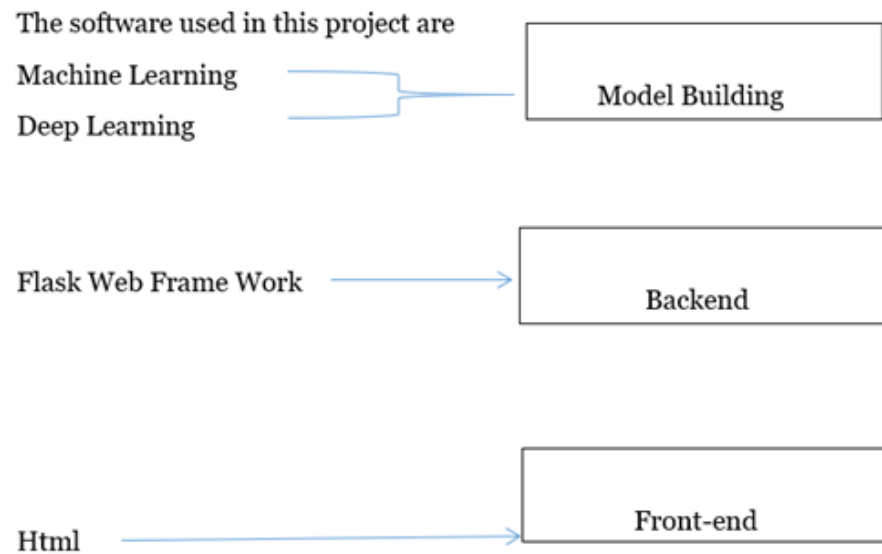 The software used in this project are
Machine Learning
Model Building
Deep Learning
Flask Web Frame Work
Backend
Html
Front-end